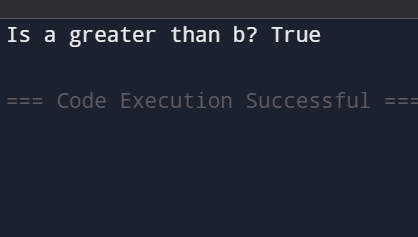 Is a greater than b? True
=== Code Execution Successful ===